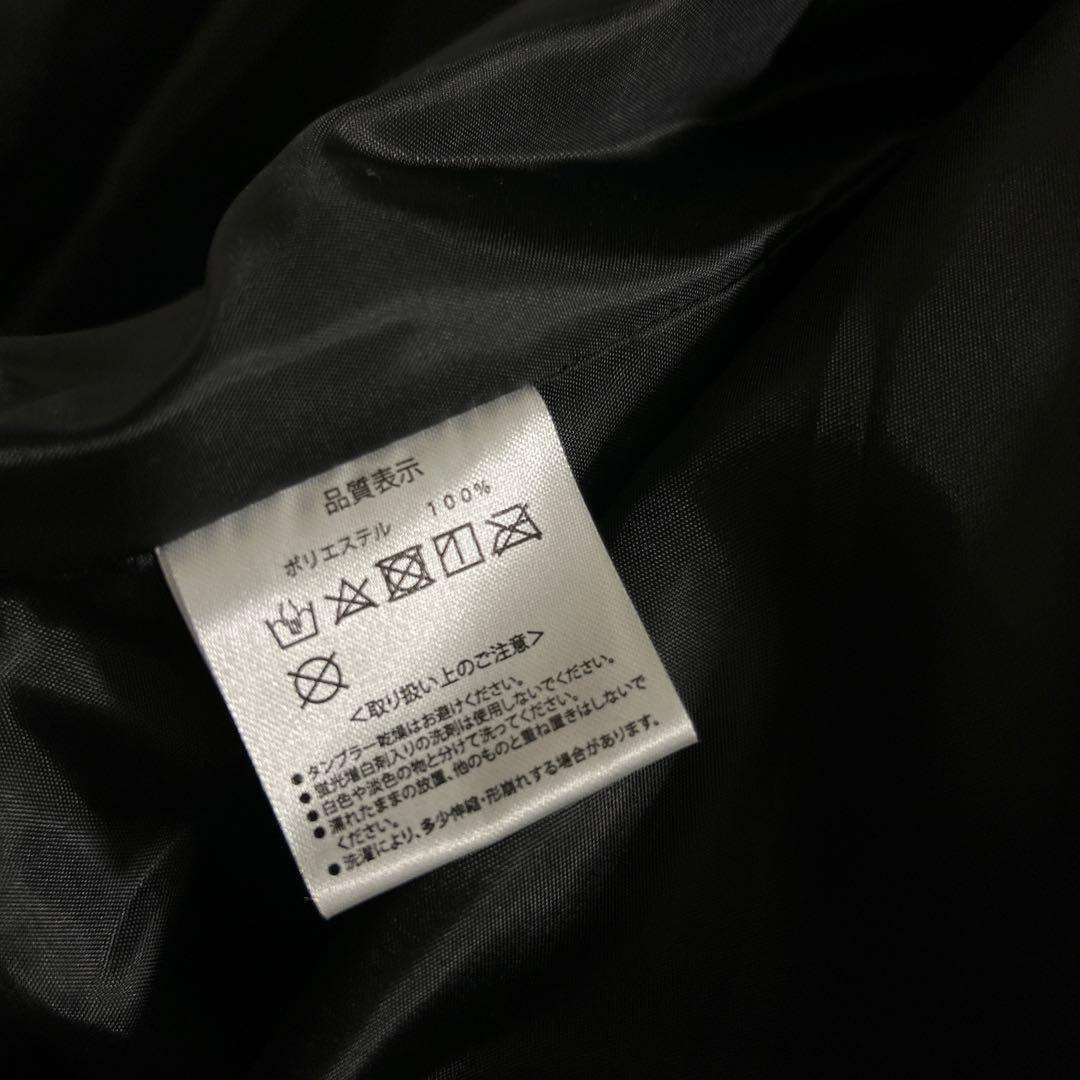 品質表示
ポリエステル 100%
<取り扱い上のご注意>
●タンブラー乾燥はお避けください。
●蛍光増白剤入りの洗剤は使用しないでください。
●白色や淡色の物と分けて洗ってください。
●濡れたままの放置、他のものと重ね置きはしないで
ください。
●洗濯により、多少伸縮・形崩れする場合があります。